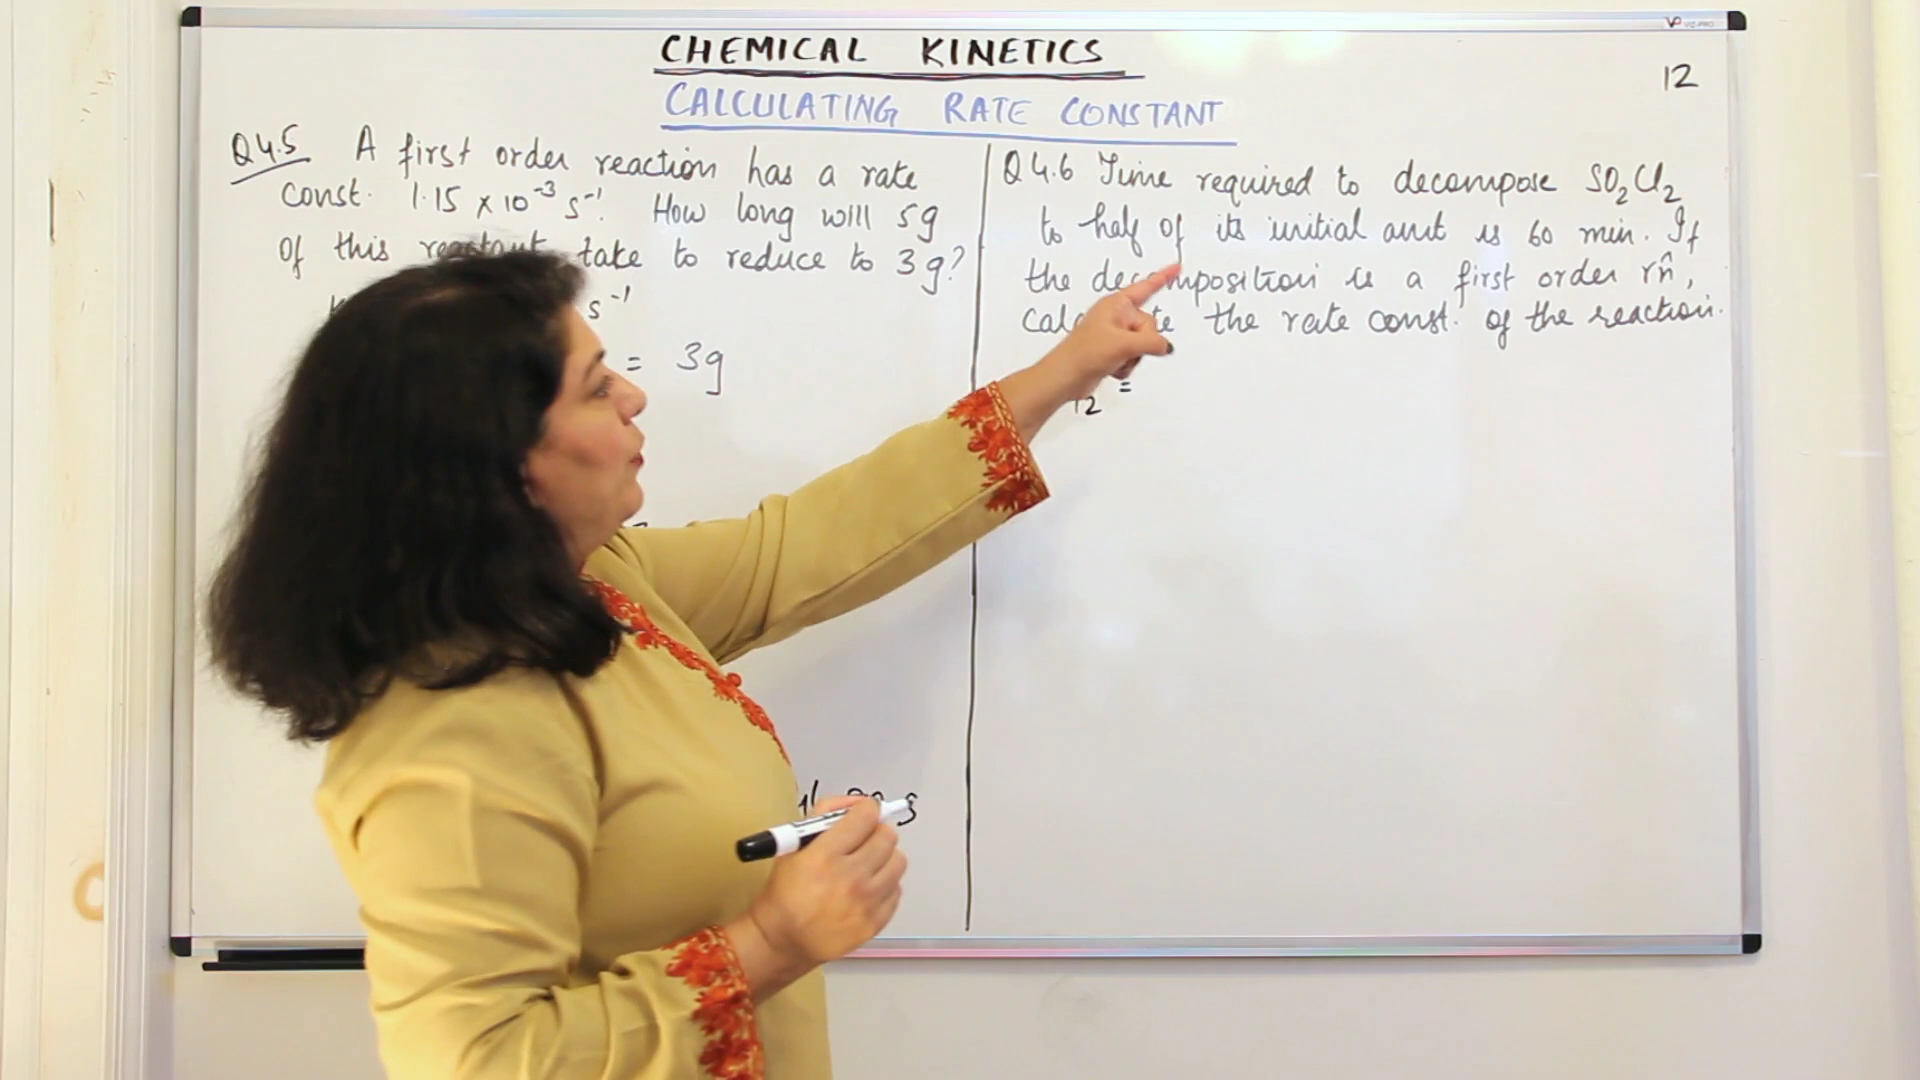 CHEMICAL KINETICS
12
CALCULATING RATE CONSTANT
Q4.5 A first order reaction has a rate
const. 1.15 x 10⁻³ s⁻¹. How long will 5g
of this reactant take to reduce to 3g?
s⁻¹
= 3g
s
Q4.6 Time required to decompose SO₂Cl₂
to half of its initial amt is 60 min. If
the decomposition is a first order rn̂,
the rate const. of the reaction.
=